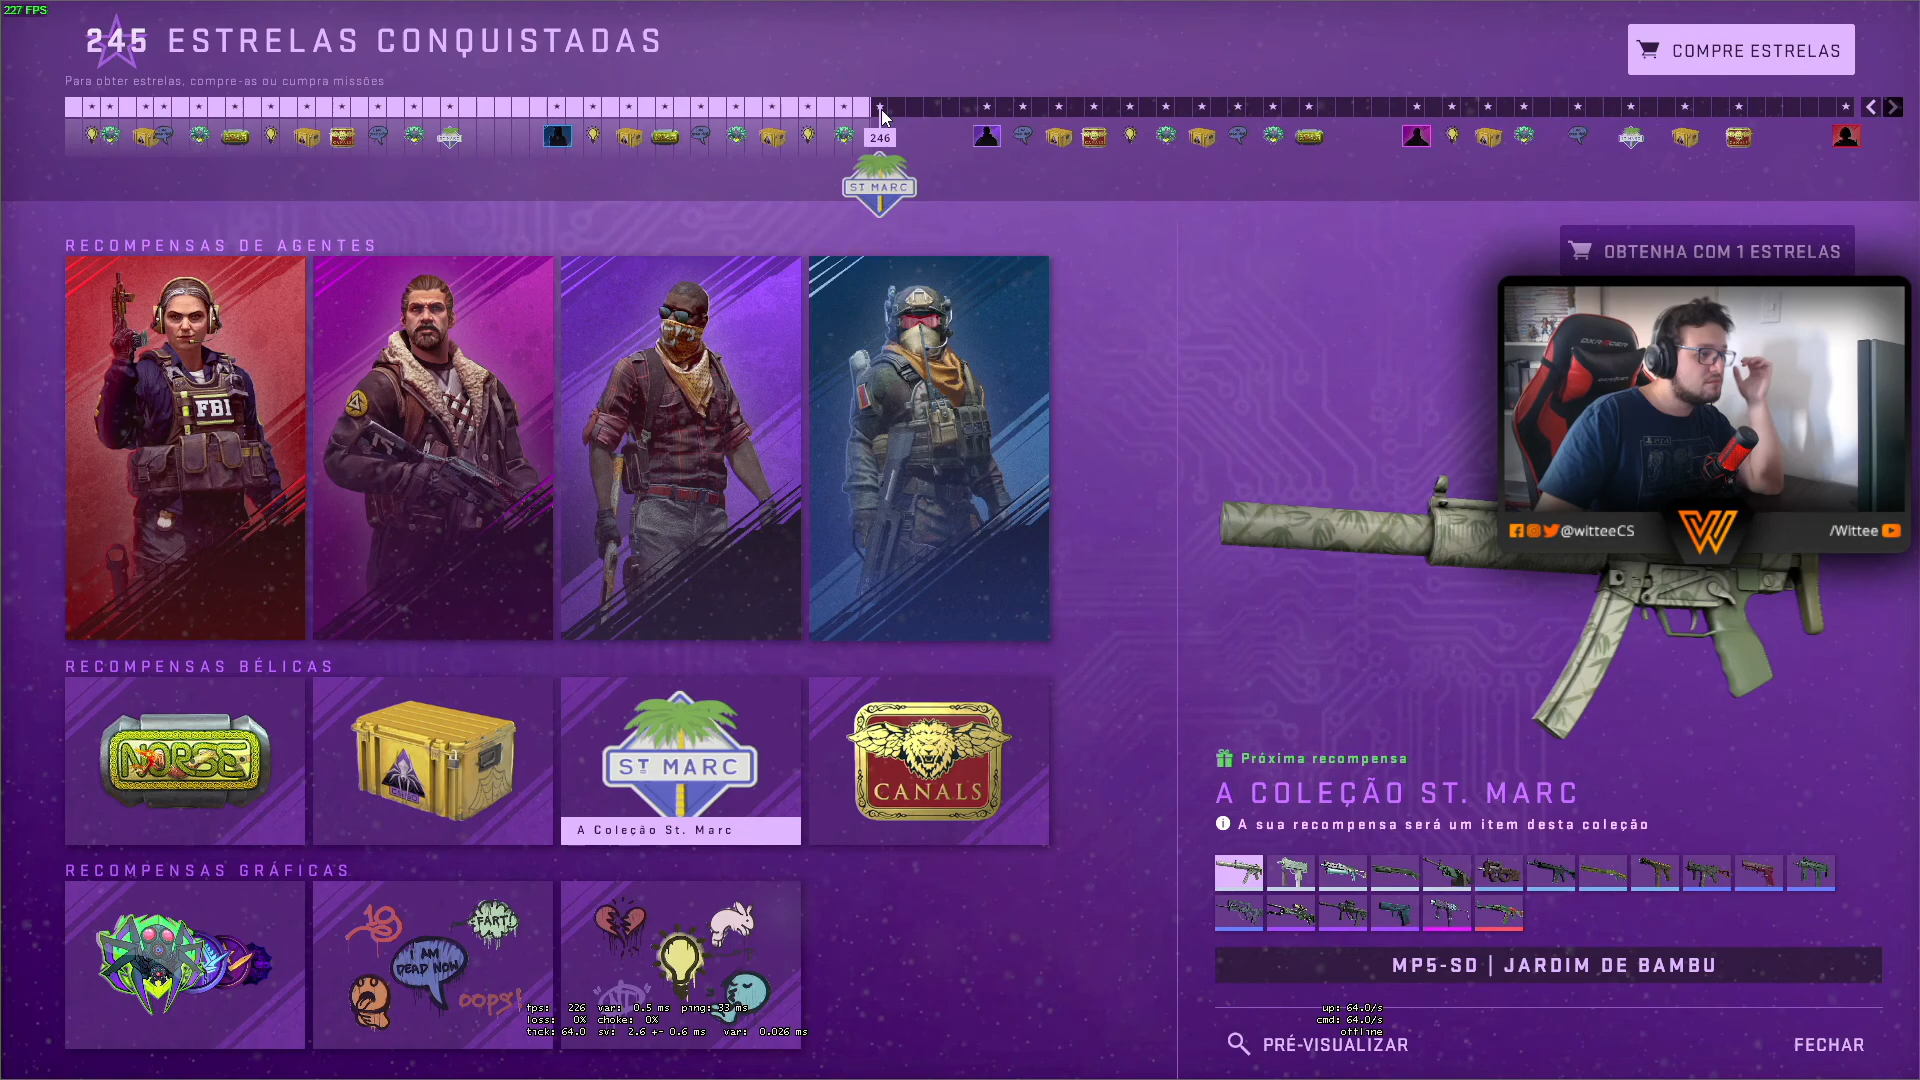 227 FPS
245 ESTRELAS CONQUISTADAS
COMPRE ESTRELAS
Para obter estrelas, compre-as ou cumpra missões
246
ST MARC
RECOMPENSAS DE AGENTES
OBTENHA COM 1 ESTRELAS
FBI
DXRACER
@witteeCS
/Wittee
RECOMPENSAS BÉLICAS
NORSE
ST MARC
CANALS
A Coleção St. Marc
Próxima recompensa
A COLEÇÃO ST. MARC
A sua recompensa será um item desta coleção
RECOMPENSAS GRÁFICAS
FART!
I AM
DEAD NOW
OOPS!
MP5-SD | JARDIM DE BAMBU
fps: 226 var: 0.5 ms ping: 33 ms
loss: 0% choke: 0%
tick: 64.0 sv: 2.6 +- 0.6 ms var: 0.026 ms
up: 64.0/s
cmd: 64.0/s
offline
PRÉ-VISUALIZAR
FECHAR